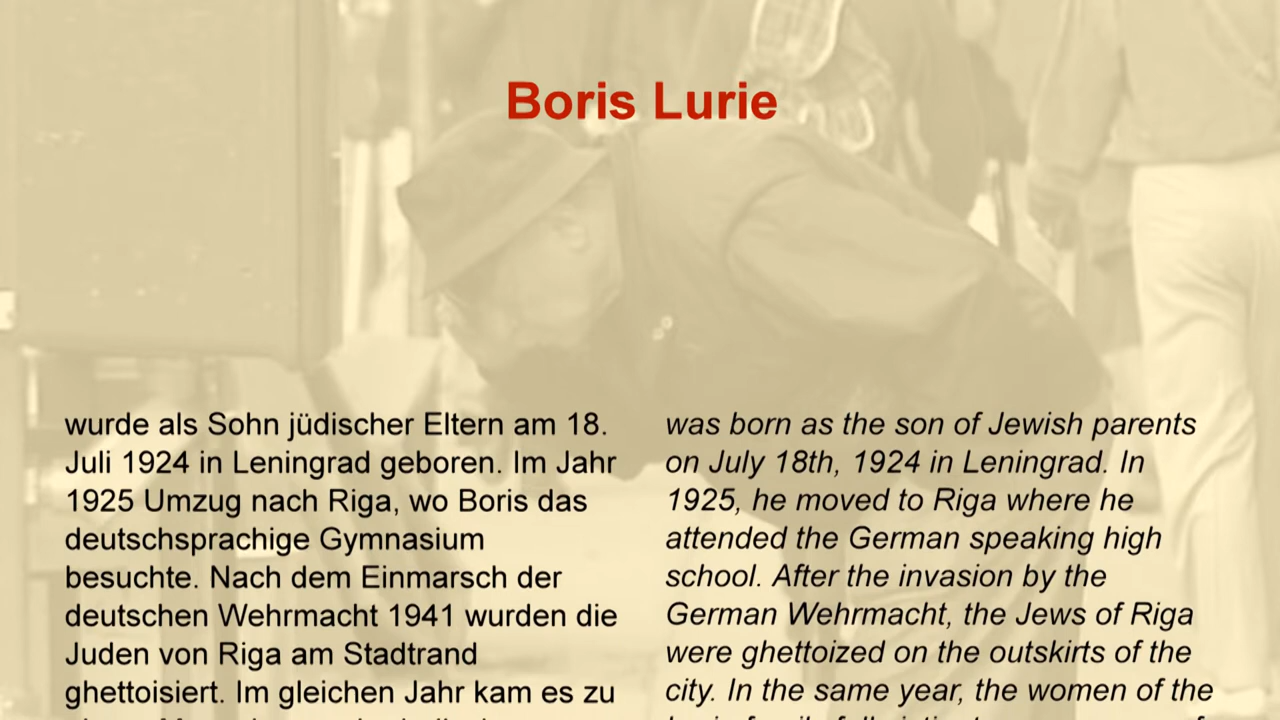 Boris Lurie
wurde als Sohn jüdischer Eltern am 18.
Juli 1924 in Leningrad geboren. Im Jahr
1925 Umzug nach Riga, wo Boris das
deutschsprachige Gymnasium
besuchte. Nach dem Einmarsch der
deutschen Wehrmacht 1941 wurden die
Juden von Riga am Stadtrand
ghettoisiert. Im gleichen Jahr kam es zu
was born as the son of Jewish parents
on July 18th, 1924 in Leningrad. In
1925, he moved to Riga where he
attended the German speaking high
school. After the invasion by the
German Wehrmacht, the Jews of Riga
were ghettoized on the outskirts of the
city. In the same year, the women of the